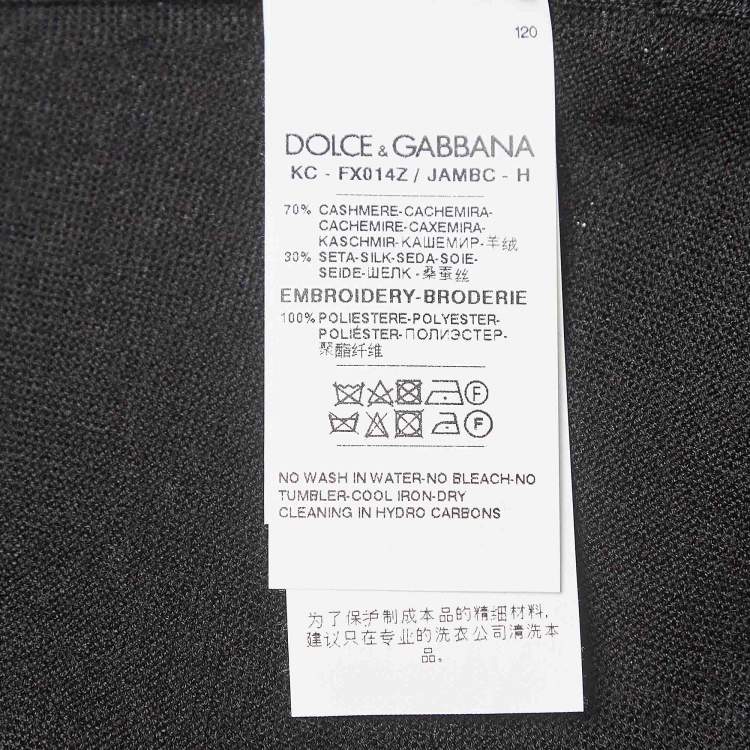 120
DOLCE & GABBANA
KC - FX014Z / JAMBC - H
70% CASHMERE-CACHEMIRA-
CACHEMIRE-CAXEMIRA-
KASCHMIR-КАШЕМИР-羊绒
30% SETA-SILK-SEDA-SOIE-
SEIDE-ШЕЛК-桑蚕丝
EMBROIDERY-BRODERIE
100% POLIESTERE-POLYESTER-
POLIÉSTER-ПОЛИЭСТЕР-
聚酯纤维
F
F
NO WASH IN WATER-NO BLEACH-NO
TUMBLER-COOL IRON-DRY
CLEANING IN HYDRO CARBONS
为了保护制成本品的精细材料,
建议只在专业的洗衣公司清洗本
品。